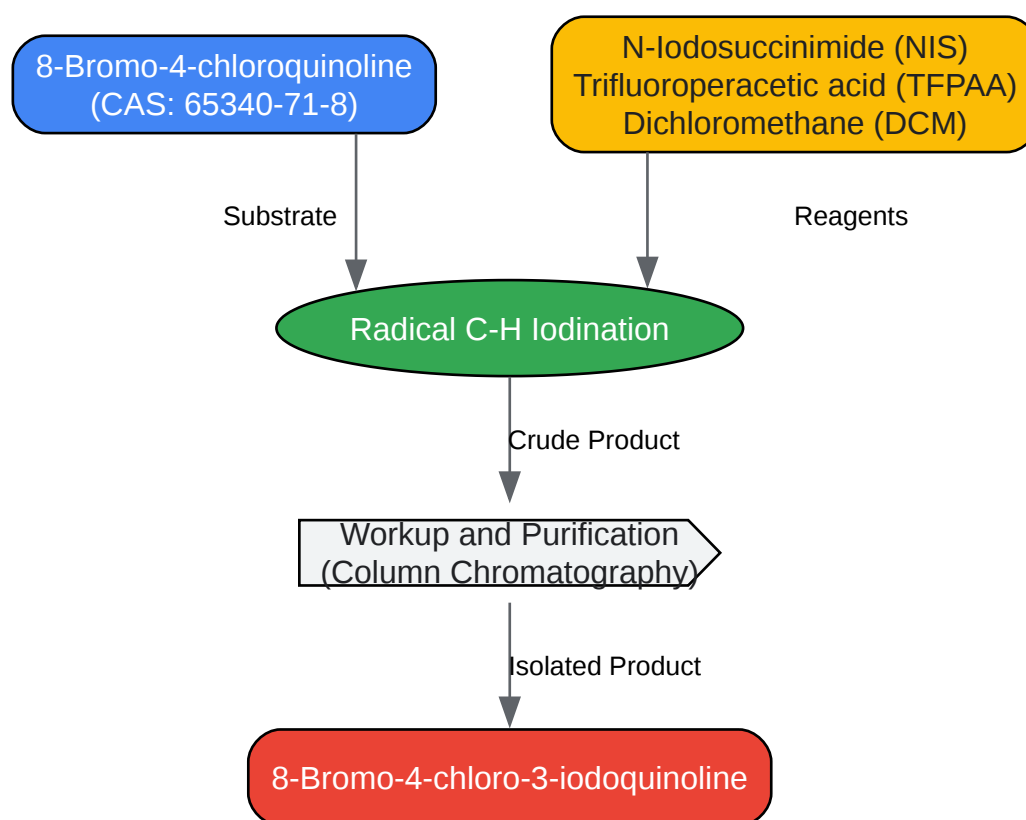 8-Bromo-4-chloroquinoline
(CAS: 65340-71-8)
N-Iodosuccinimide (NIS)
Trifluoroperacetic acid (TFPAA)
Dichloromethane (DCM)
Substrate
Reagents
Radical C-H Iodination
Crude Product
Workup and Purification
(Column Chromatography)
Isolated Product
8-Bromo-4-chloro-3-iodoquinoline